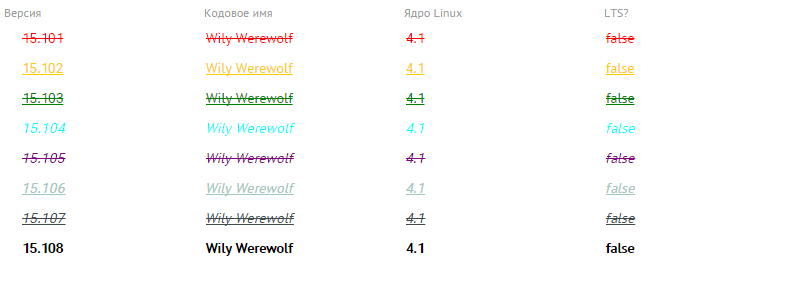 Версия Кодовое имя Ядро Linux LTS?
15.101 Wily Werewolf 4.1 false
15.102 Wily Werewolf 4.1 false
15.103 Wily Werewolf 4.1 false
15.104 Wily Werewolf 4.1 false
15.105 Wily Werewolf 4.1 false
15.106 Wily Werewolf 4.1 false
15.107 Wily Werewolf 4.1 false
15.108 Wily Werewolf 4.1 false